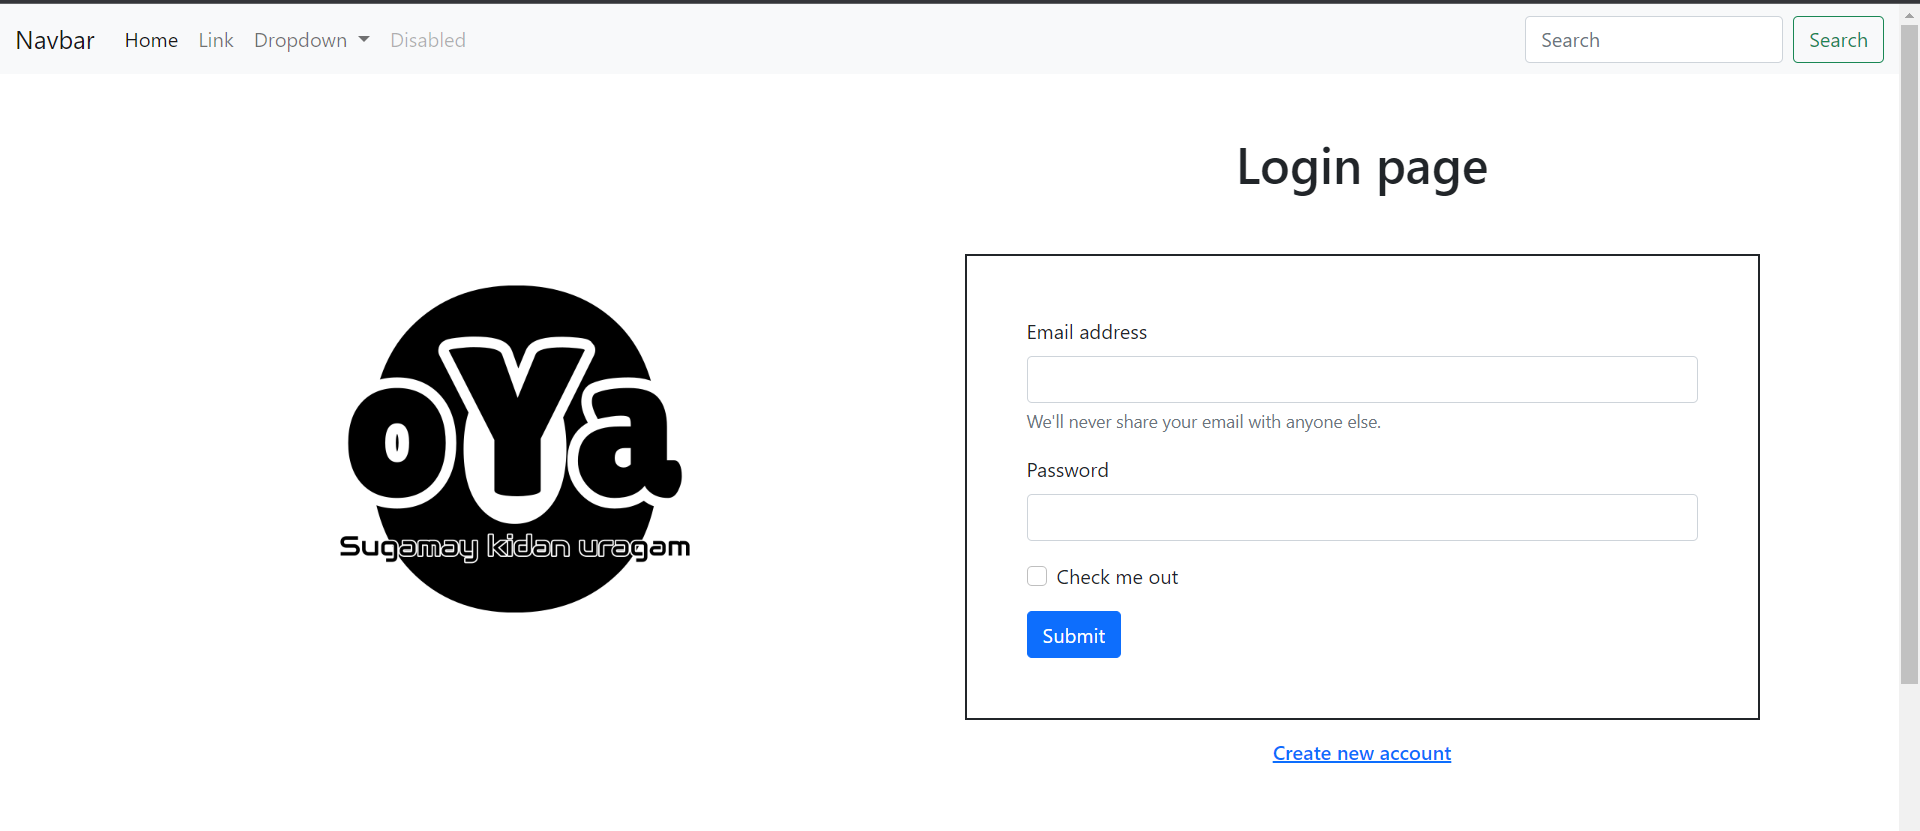 Navbar Home Link Dropdown Disabled Search Search
Login page
oYa
Sugamay kidan uragam
Email address
We'll never share your email with anyone else.
Password
Check me out
Submit
Create new account